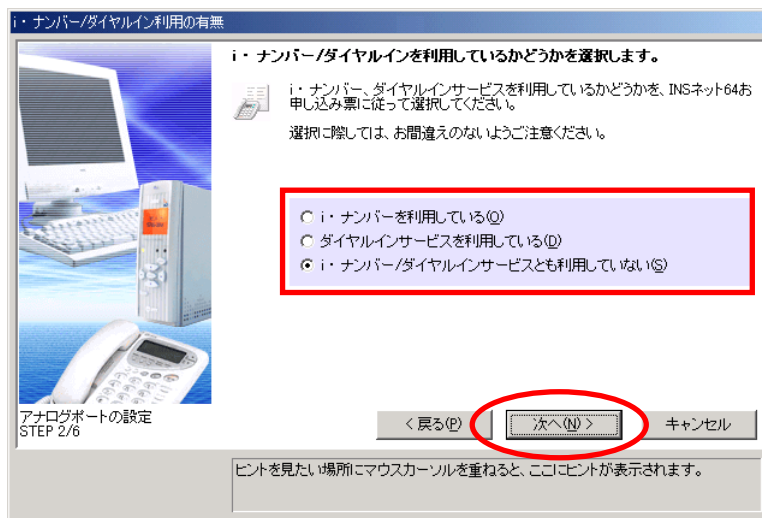 i・ナンバー/ダイヤルイン利用の有無
i・ナンバー/ダイヤルインを利用しているかどうかを選択します。
i・ナンバー、ダイヤルインサービスを利用しているかどうかを、INSネット64お
申し込み票に従って選択してください。
選択に際しては、お間違えのないようご注意ください。
i・ナンバーを利用している(O)
ダイヤルインサービスを利用している(D)
i・ナンバー/ダイヤルインサービスとも利用していない(S)
アナログポートの設定
STEP 2/6
< 戻る(P)
次へ(N) >
キャンセル
ヒントを見たい場所にマウスカーソルを重ねると、ここにヒントが表示されます。